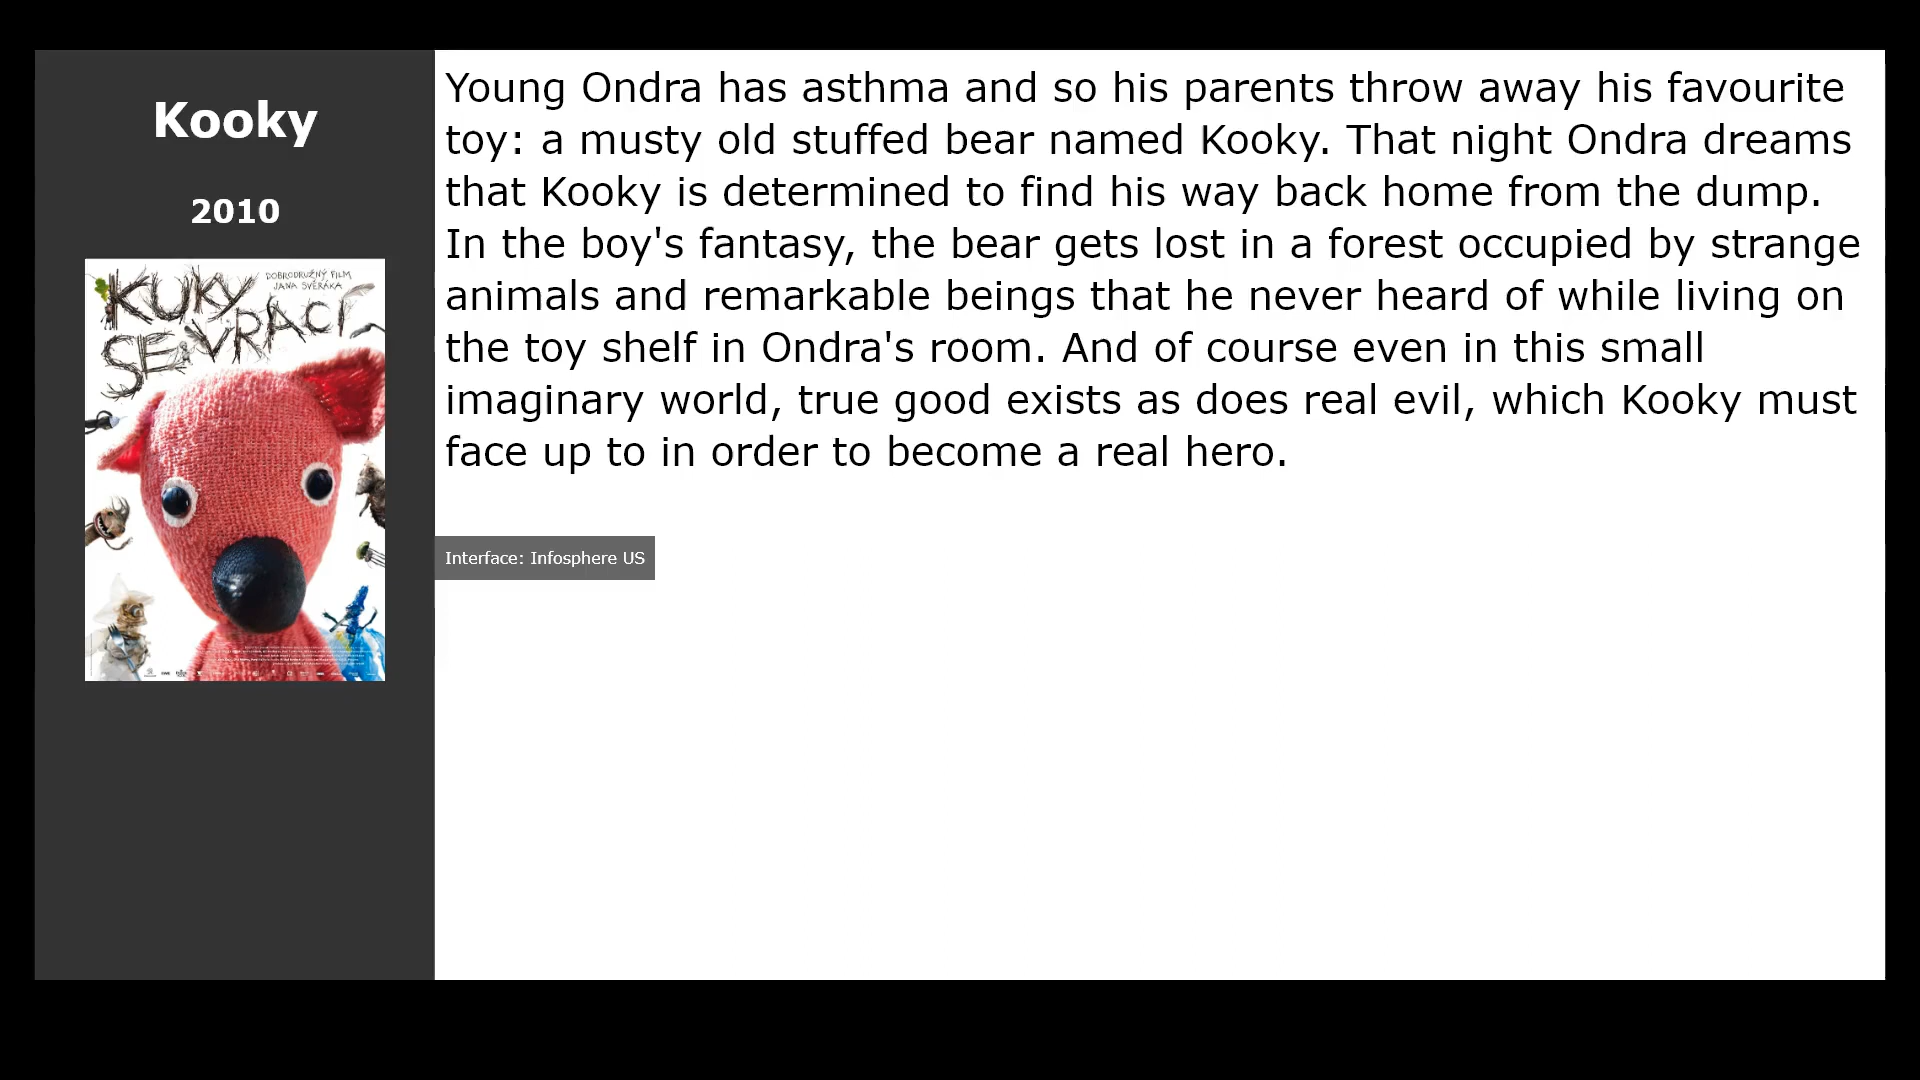 Kooky
2010
KUKY
SE VRACÍ
DOBRODRUŽNÝ FILM
JANA SVĚRÁKA
Young Ondra has asthma and so his parents throw away his favourite
toy: a musty old stuffed bear named Kooky. That night Ondra dreams
that Kooky is determined to find his way back home from the dump.
In the boy's fantasy, the bear gets lost in a forest occupied by strange
animals and remarkable beings that he never heard of while living on
the toy shelf in Ondra's room. And of course even in this small
imaginary world, true good exists as does real evil, which Kooky must
face up to in order to become a real hero.
Interface: Infosphere US